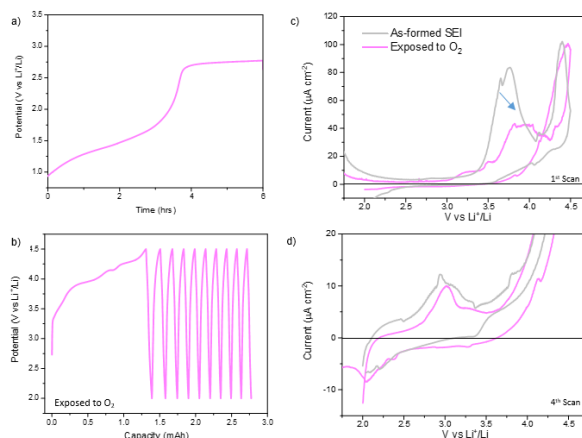 a)
3.5
3.0
2.5
2.0
1.5
1.0
Potential (V vs Li⁺/Li)
0 2 4 6
Time (hrs)
b)
4.5
4.0
3.5
3.0
2.5
2.0
Potential (V vs Li⁺/Li)
Exposed to O₂
0.0 0.5 1.0 1.5 2.0 2.5 3.0
Capacity (mAh)
c)
As-formed SEI
Exposed to O₂
120
100
80
60
40
20
0
Current (µA cm⁻²)
1ˢᵗ Scan
2.0 2.5 3.0 3.5 4.0 4.5
V vs Li⁺/Li
d)
20
10
0
-10
Current (µA cm⁻²)
4ᵗʰ Scan
2.0 2.5 3.0 3.5 4.0 4.5
V vs Li⁺/Li